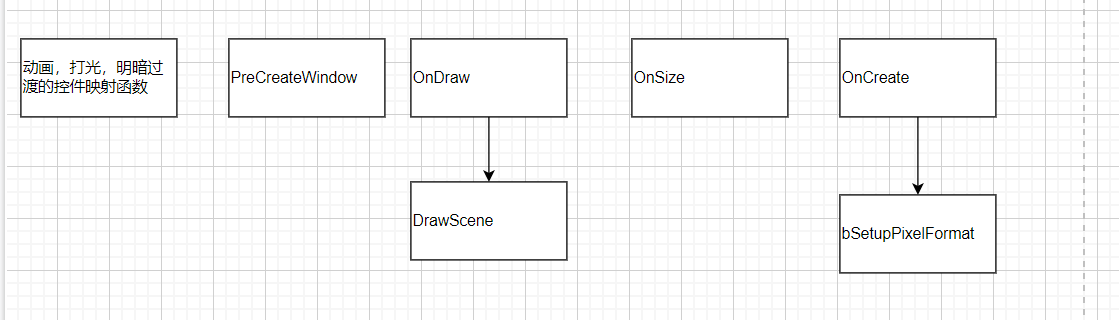 动画，打光，明暗过
渡的控件映射函数
PreCreateWindow
OnDraw
OnSize
OnCreate
DrawScene
bSetupPixelFormat